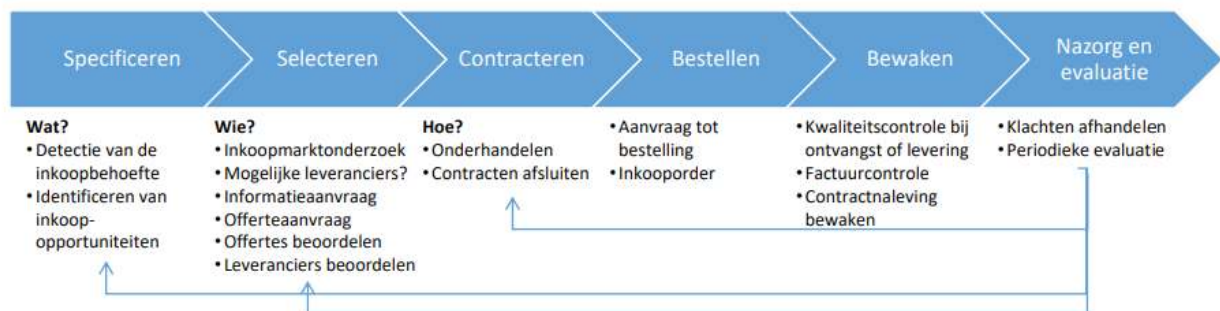 Specificeren
Selecteren
Contracteren
Bestellen
Bewaken
Nazorg en
evaluatie
Wat?
• Detectie van de
inkoopbehoefte
• Identificeren van
inkoop-
opportuniteiten
Wie?
• Inkoopmarktonderzoek
• Mogelijke leveranciers?
• Informatieaanvraag
• Offerteaanvraag
• Offertes beoordelen
• Leveranciers beoordelen
Hoe?
• Onderhandelen
• Contracten afsluiten
• Aanvraag tot
bestelling
• Inkooporder
• Kwaliteitscontrole bij
ontvangst of levering
• Factuurcontrole
• Contractnaleving
bewaken
• Klachten afhandelen
• Periodieke evaluatie